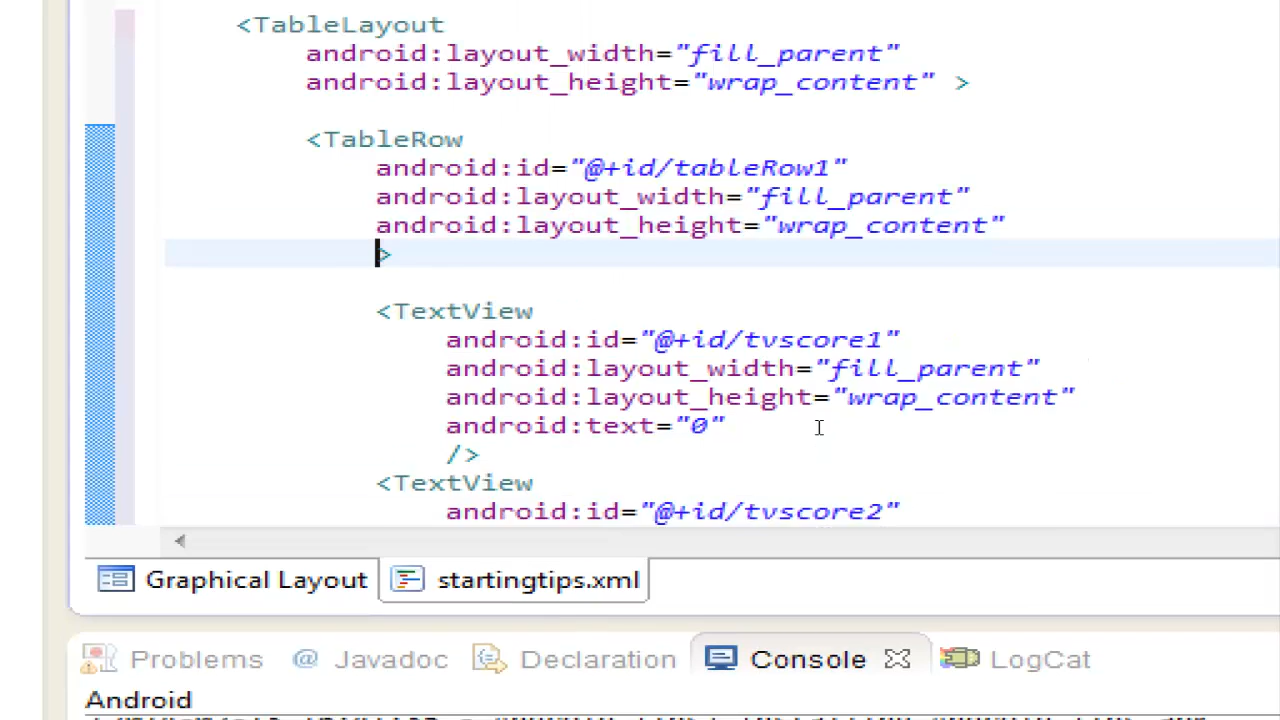 <TableLayout
android:layout_width="fill_parent"
android:layout_height="wrap_content" >
<TableRow
android:id="@+id/tableRow1"
android:layout_width="fill_parent"
android:layout_height="wrap_content"
>
<TextView
android:id="@+id/tvscore1"
android:layout_width="fill_parent"
android:layout_height="wrap_content"
android:text="0"
/>
<TextView
android:id="@+id/tvscore2"
Graphical Layout startingtips.xml
Problems @ Javadoc Declaration Console LogCat
Android